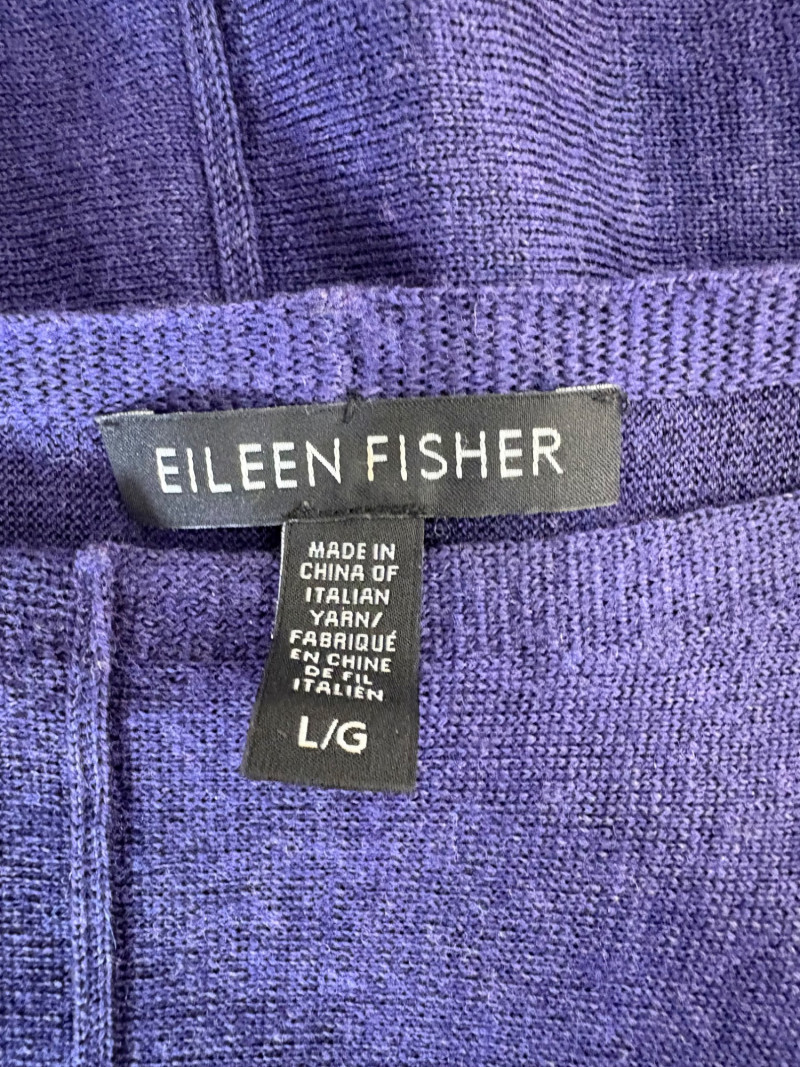 EILEEN FISHER
MADE IN
CHINA OF
ITALIAN
YARN/
FABRIQUÉ
EN CHINE
DE FIL
ITALIEN
L/G